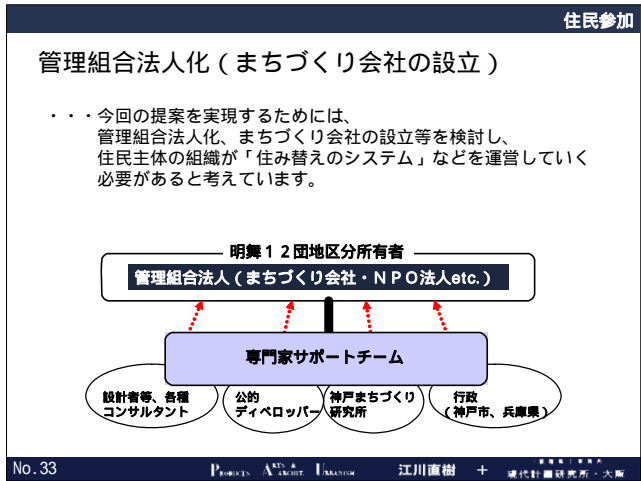 住民参加
管理組合法人化（まちづくり会社の設立）
・・・今回の提案を実現するためには、
管理組合法人化、まちづくり会社の設立等を検討し、
住民主体の組織が「住み替えのシステム」などを運営していく
必要があると考えています。
明舞１２団地区分所有者
管理組合法人（まちづくり会社・ＮＰＯ法人etc.）
専門家サポートチーム
設計者等、各種
コンサルタント
公的
ディベロッパー
神戸まちづくり
研究所
行政
（神戸市、兵庫県）
No.33
PRODUCTS ARTS & ARCHIT. URBANISM 江川直樹 + 現代計画研究所・大阪